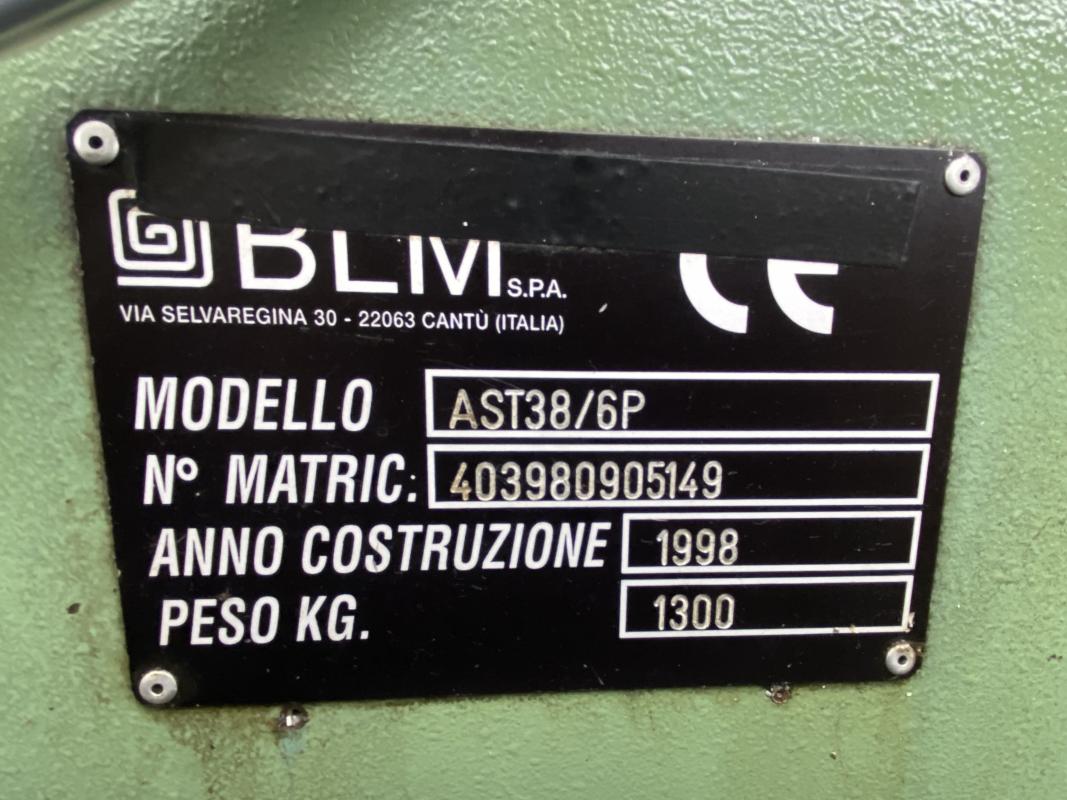 BLM S.P.A.
CE
VIA SELVAREGINA 30 - 22063 CANTÙ (ITALIA)
MODELLO AST38/6P
N° MATRIC: 403980905149
ANNO COSTRUZIONE 1998
PESO KG. 1300